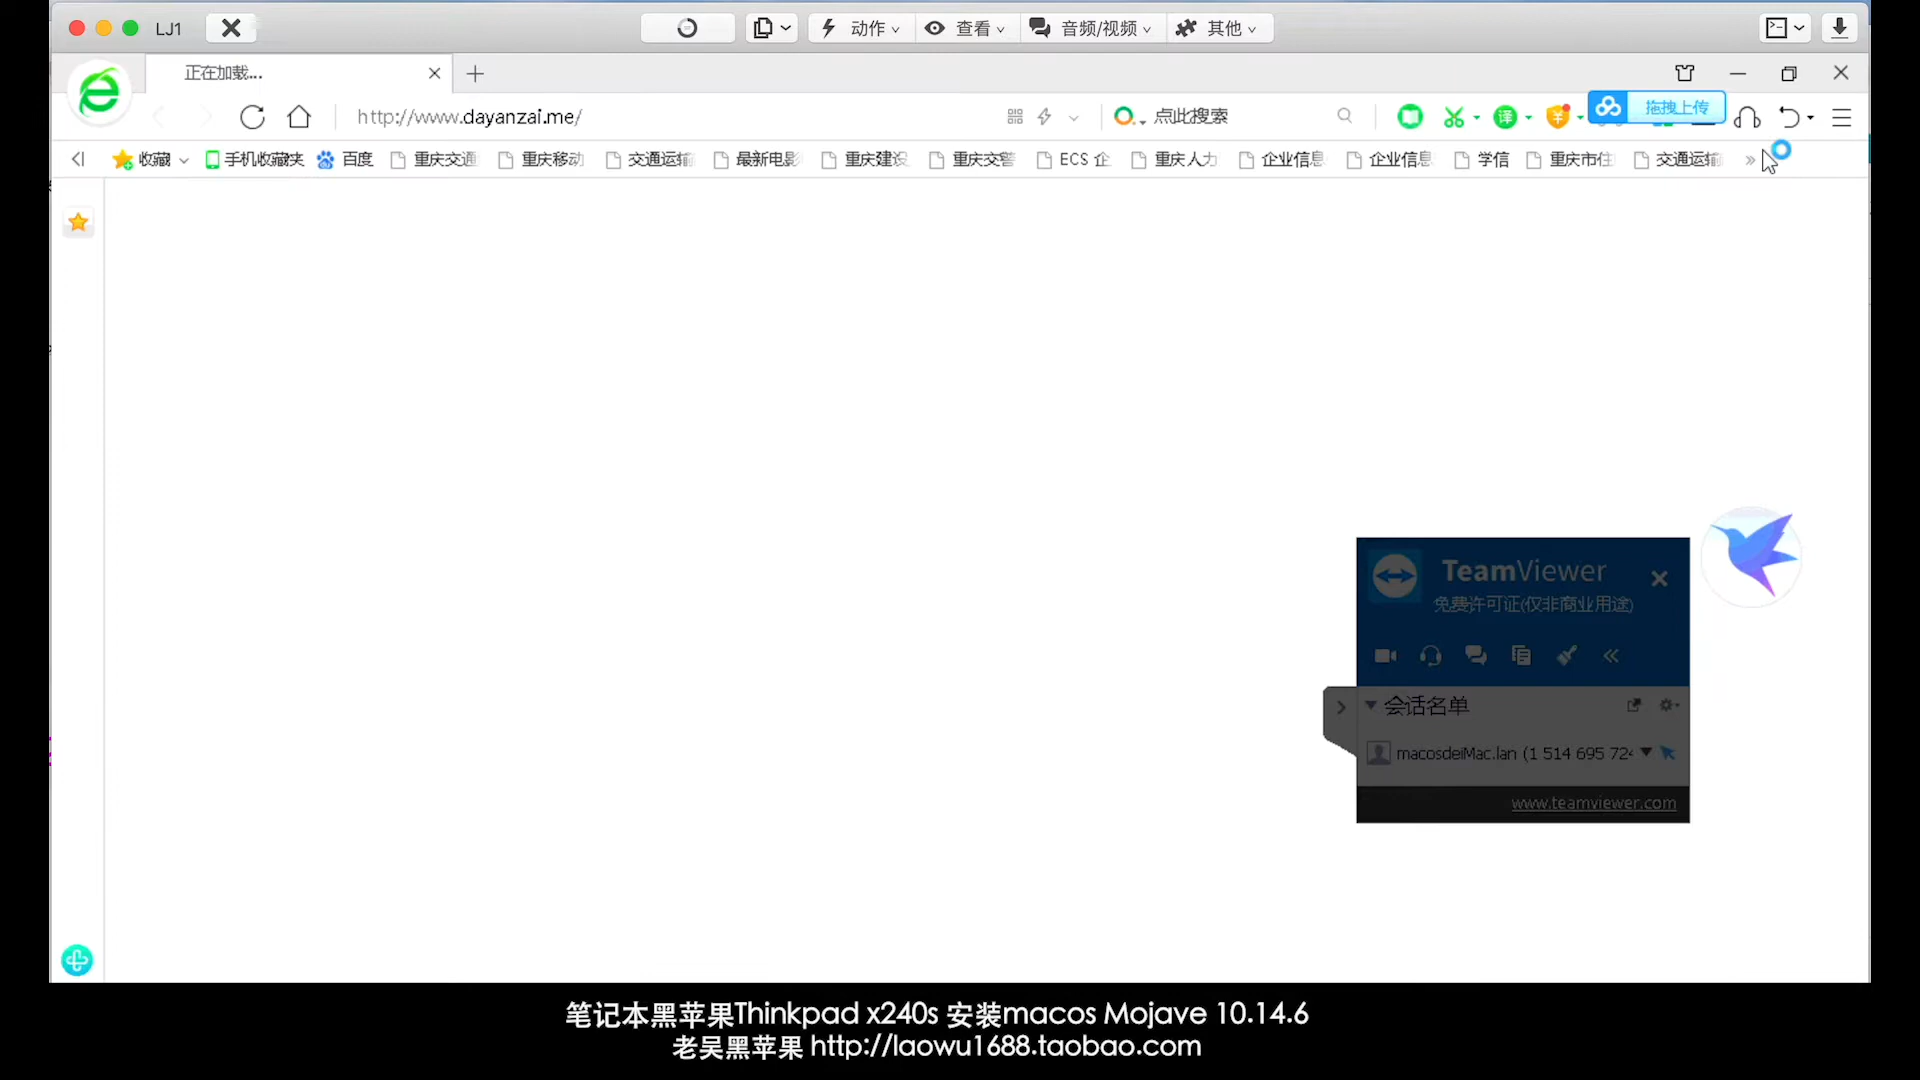 LJ1
动作
查看
音频/视频
其他
正在加载...
http://www.dayanzai.me/
点此搜索
译
拖拽上传
收藏
手机收藏夹
百度
重庆交通
重庆移动
交通运输
最新电影
重庆建设
重庆交警
ECS 企
重庆人力
企业信息
企业信息
学信
重庆市住
交通运输
TeamViewer
免费许可证(仅非商业用途)
会话名单
macosdeiMac.lan (1 514 695 724
www.teamviewer.com
笔记本黑苹果Thinkpad x240s 安装macos Mojave 10.14.6
老吴黑苹果 http://laowu1688.taobao.com